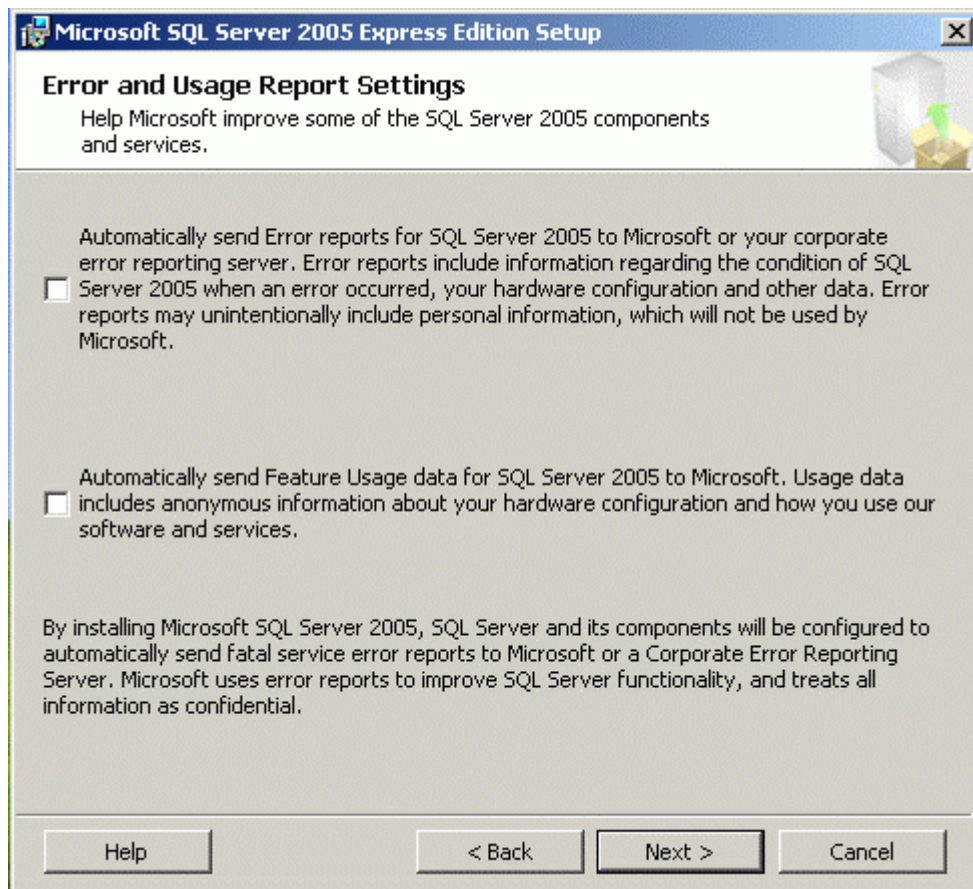 Microsoft SQL Server 2005 Express Edition Setup
Error and Usage Report Settings
Help Microsoft improve some of the SQL Server 2005 components
and services.
Automatically send Error reports for SQL Server 2005 to Microsoft or your corporate
error reporting server. Error reports include information regarding the condition of SQL
Server 2005 when an error occurred, your hardware configuration and other data. Error
reports may unintentionally include personal information, which will not be used by
Microsoft.
Automatically send Feature Usage data for SQL Server 2005 to Microsoft. Usage data
includes anonymous information about your hardware configuration and how you use our
software and services.
By installing Microsoft SQL Server 2005, SQL Server and its components will be configured to
automatically send fatal service error reports to Microsoft or a Corporate Error Reporting
Server. Microsoft uses error reports to improve SQL Server functionality, and treats all
information as confidential.
Help
< Back
Next >
Cancel